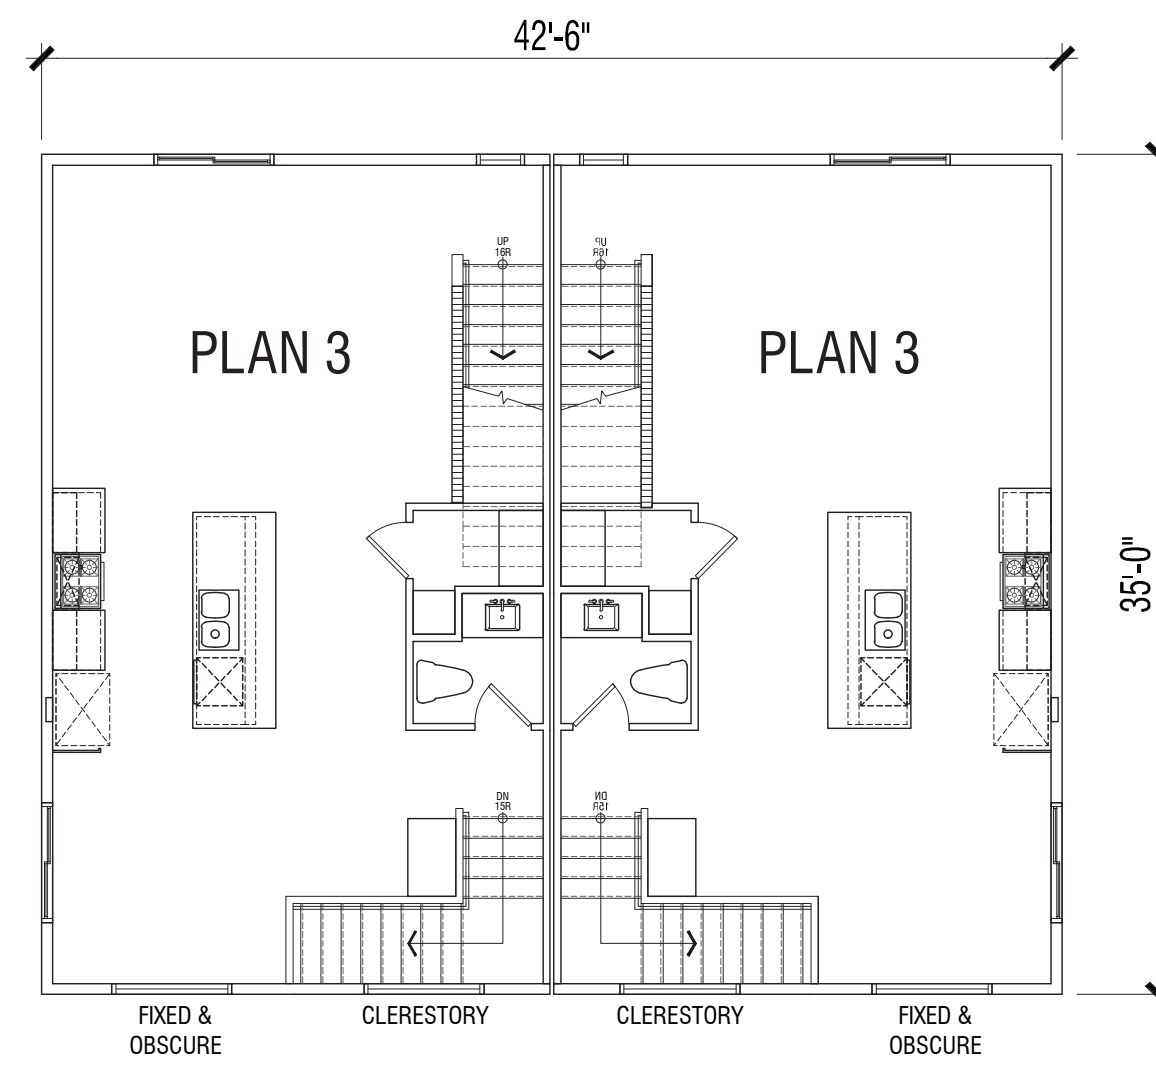 42'-6"
UP
16R
UP
16R
PLAN 3
PLAN 3
35'-0"
DN
15R
DN
15R
FIXED &
OBSCURE
CLERESTORY
CLERESTORY
FIXED &
OBSCURE